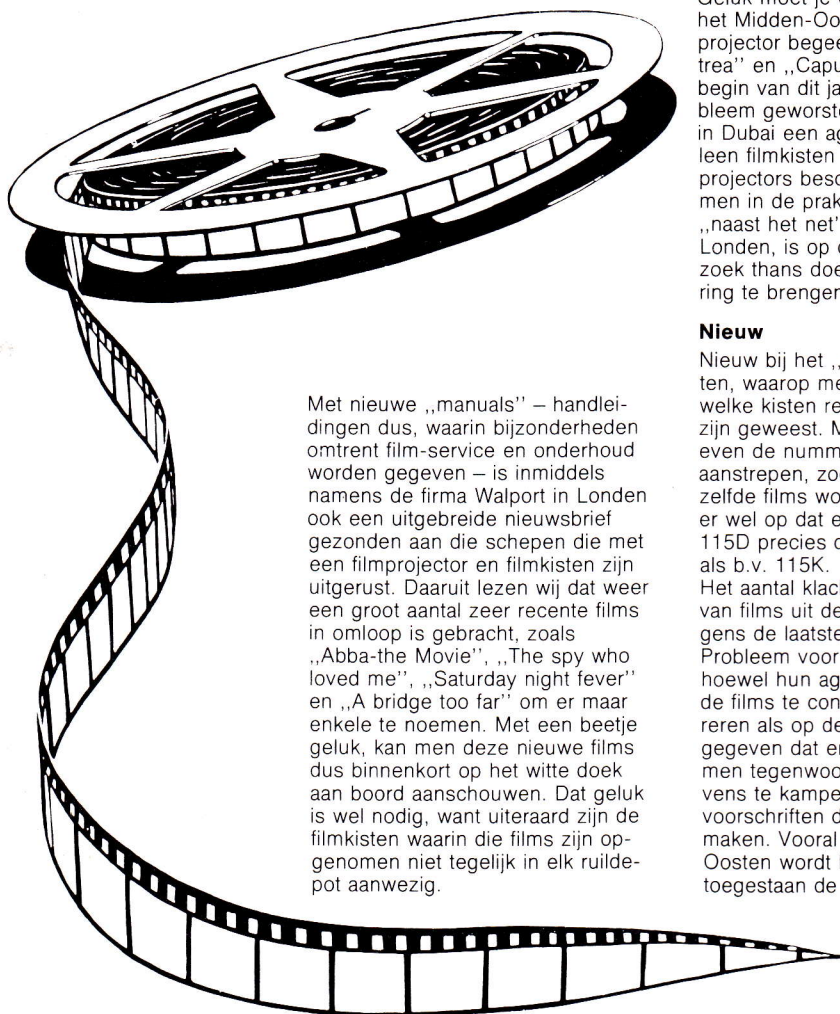 Met nieuwe ,,manuals'' – handlei-
dingen dus, waarin bijzonderheden
omtrent film-service en onderhoud
worden gegeven – is inmiddels
namens de firma Walport in Londen
ook een uitgebreide nieuwsbrief
gezonden aan die schepen die met
een filmprojector en filmkisten zijn
uitgerust. Daaruit lezen wij dat weer
een groot aantal zeer recente films
in omloop is gebracht, zoals
,,Abba-the Movie'', ,,The spy who
loved me'', ,,Saturday night fever''
en ,,A bridge too far'' om er maar
enkele te noemen. Met een beetje
geluk, kan men deze nieuwe films
dus binnenkort op het witte doek
aan boord aanschouwen. Dat geluk
is wel nodig, want uiteraard zijn de
filmkisten waarin die films zijn op-
genomen niet tegelijk in elk ruilde-
pot aanwezig.
het Midden-Oo
projector begee
trea'' en ,,Capu
begin van dit ja
bleem geworste
in Dubai een ag
leen filmkisten
projectors besc
men in de prak
,,naast het net'
Londen, is op
zoek thans doe
ring te brengen
Nieuw
Nieuw bij het ,,
ten, waarop me
welke kisten re
zijn geweest. M
even de numm
aanstrepen, zo
zelfde films wo
er wel op dat e
115D precies
als b.v. 115K.
Het aantal klac
van films uit de
gens de laatste
Probleem voor
hoewel hun ag
de films te con
reren als op de
gegeven dat er
men tegenwoo
vens te kampe
voorschriften d
maken. Vooral
Oosten wordt
toegestaan de